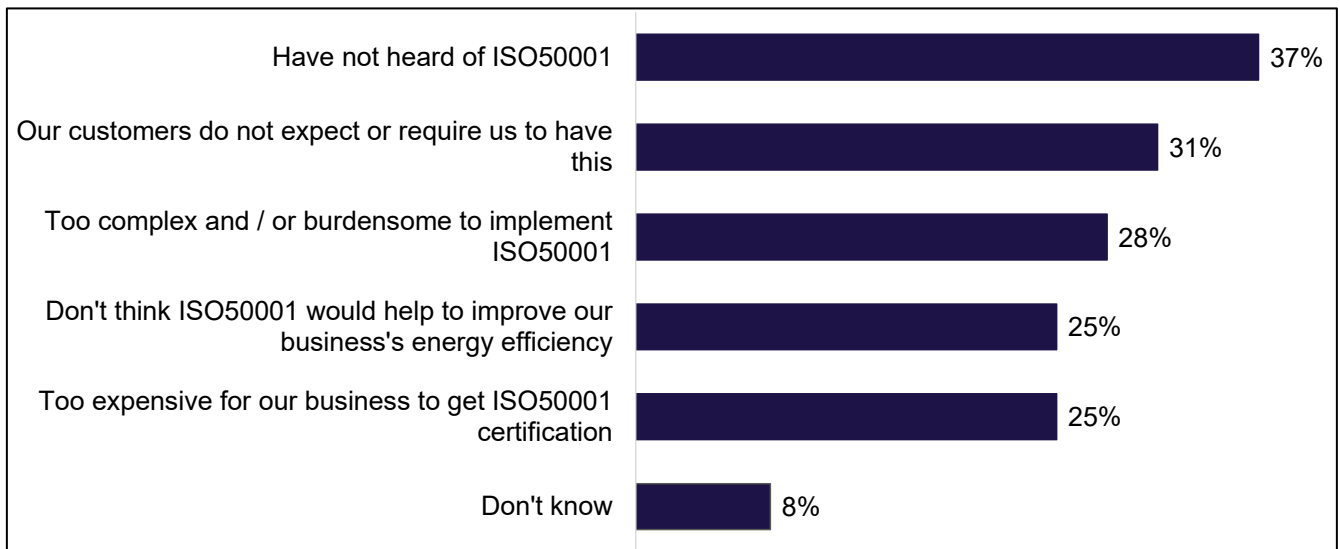 Have not heard of ISO50001
37%
Our customers do not expect or require us to have
this
31%
Too complex and / or burdensome to implement
ISO50001
28%
Don't think ISO50001 would help to improve our
business's energy efficiency
25%
Too expensive for our business to get ISO50001
certification
25%
Don't know
8%